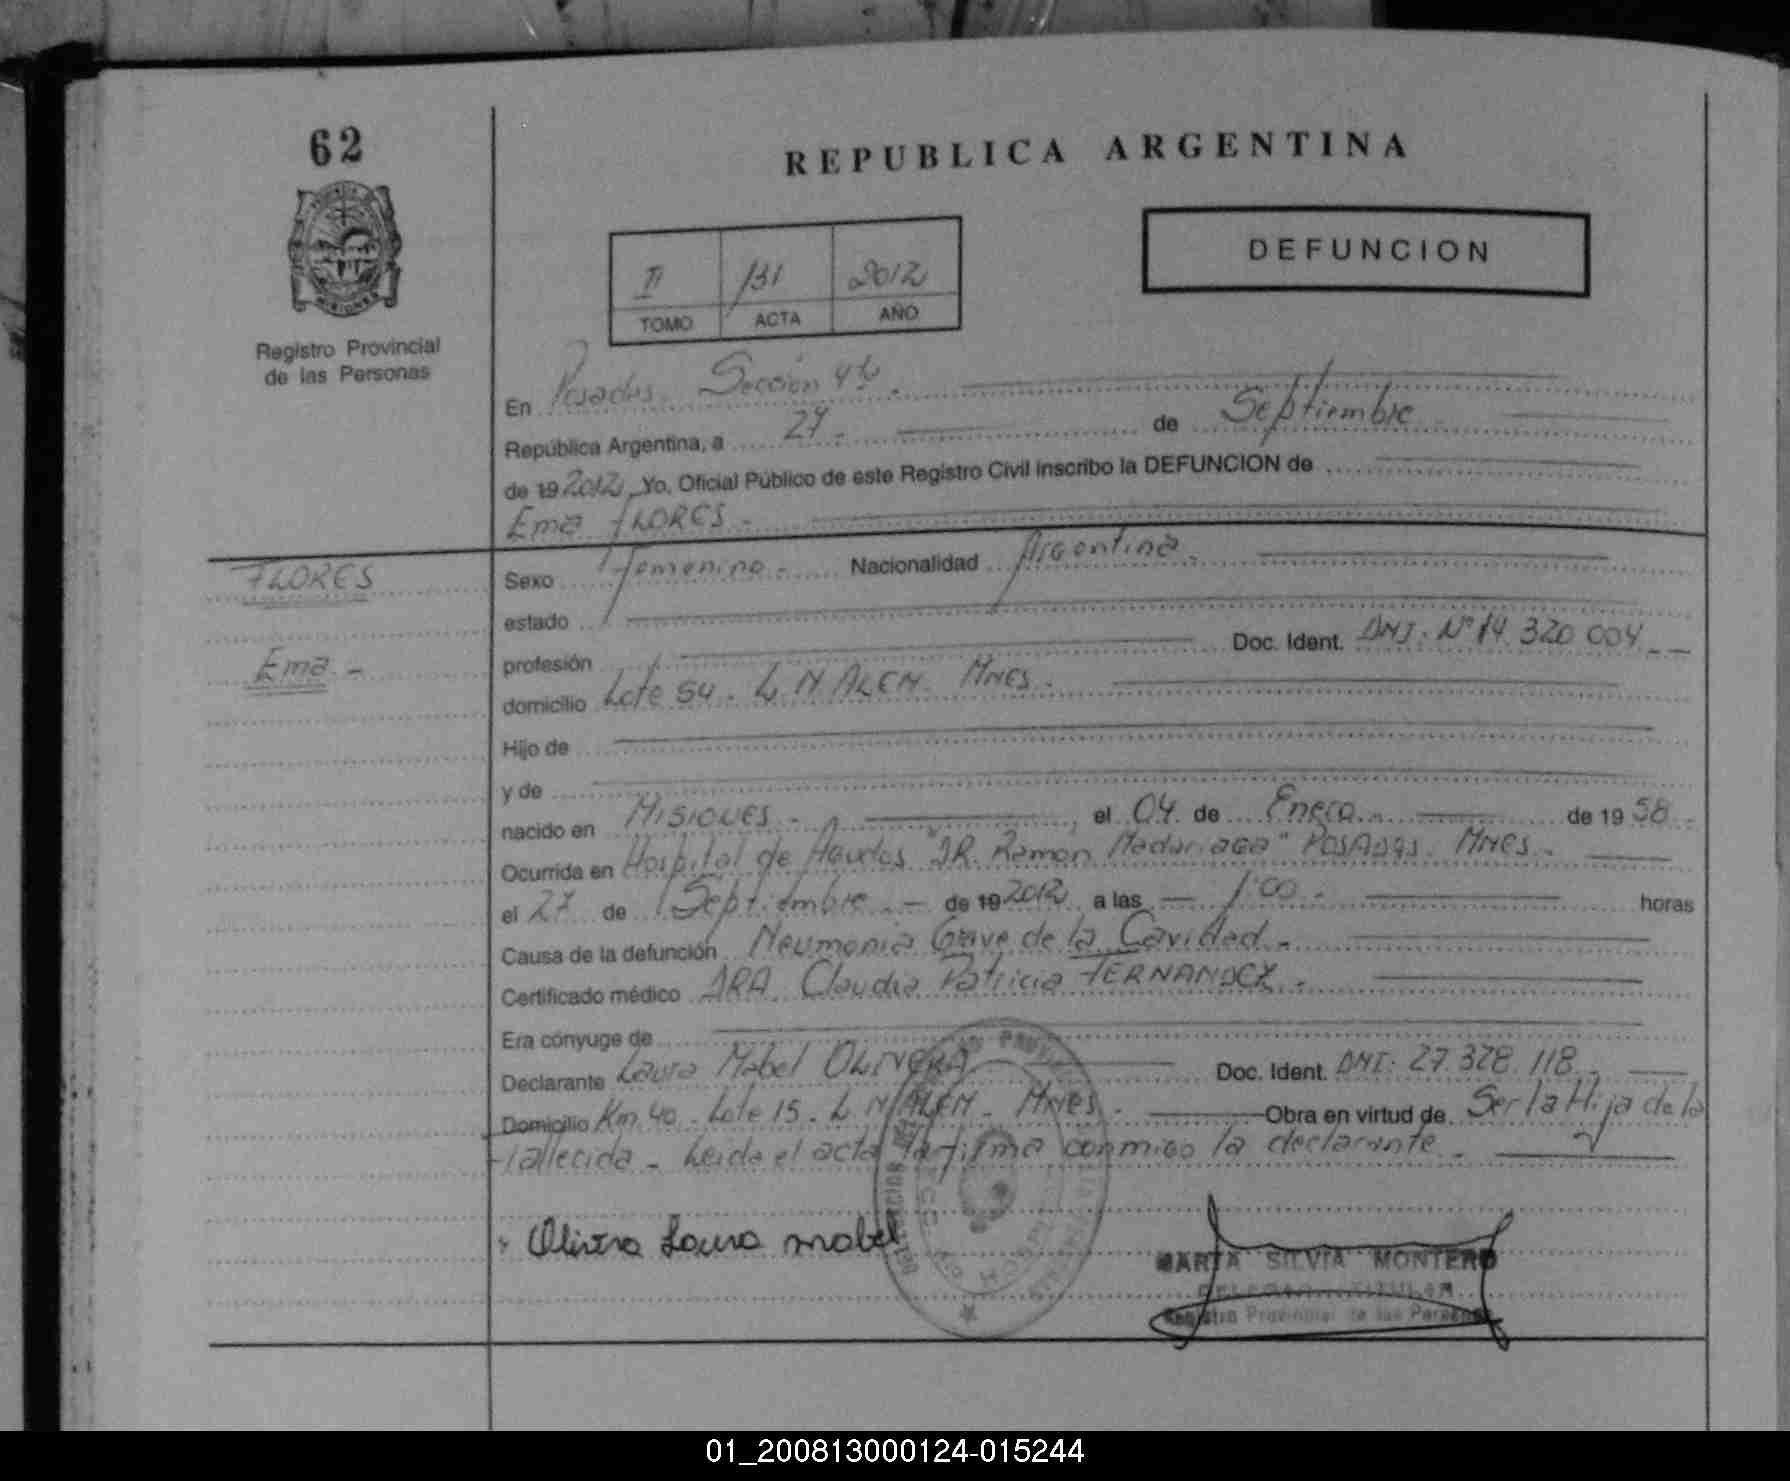 62
REPUBLICA ARGENTINA
MISIONES
DEFUNCION
II 131 2012
TOMO ACTA AÑO
Registro Provincial
de las Personas
En Posadas Sección 4ta.
República Argentina, a 27. de Septiembre
de 19 2012 Yo, Oficial Público de este Registro Civil inscribo la DEFUNCION de
Ema FLORES.
FLORES
Sexo femenino. Nacionalidad Argentina.
estado
Ema.-
profesión Doc. Ident. DNI. Nº 14.320.004
domicilio Lote 54. L. N ALEM. MNES.
Hijo de
y de
nacido en MISIONES. el 04 de Enero de 19 58
Ocurrida en Hospital de Agudos "DR. Ramon Madariaga" POSADAS. MNES.
el 27 de Septiembre de 19 2012 a las 1:00. horas
Causa de la defunción Neumonia Grave de la Cavidad.
Certificado médico DRA Claudia Patricia FERNANDEZ.
Era cónyuge de
Declarante Laura Mabel OLIVERA Doc. Ident. DNI: 27.328.118
Domicilio Km 40. Lote 15. L. N ALEM. MNES. Obra en virtud de Ser la Hija de la
fallecida. Leida el acta la firma conmigo la declarante.
Olivera Laura mabel
MARTA SILVIA MONTERO
DELEGADA TITULAR
Registro Provincial de las Personas
01_200813000124-015244